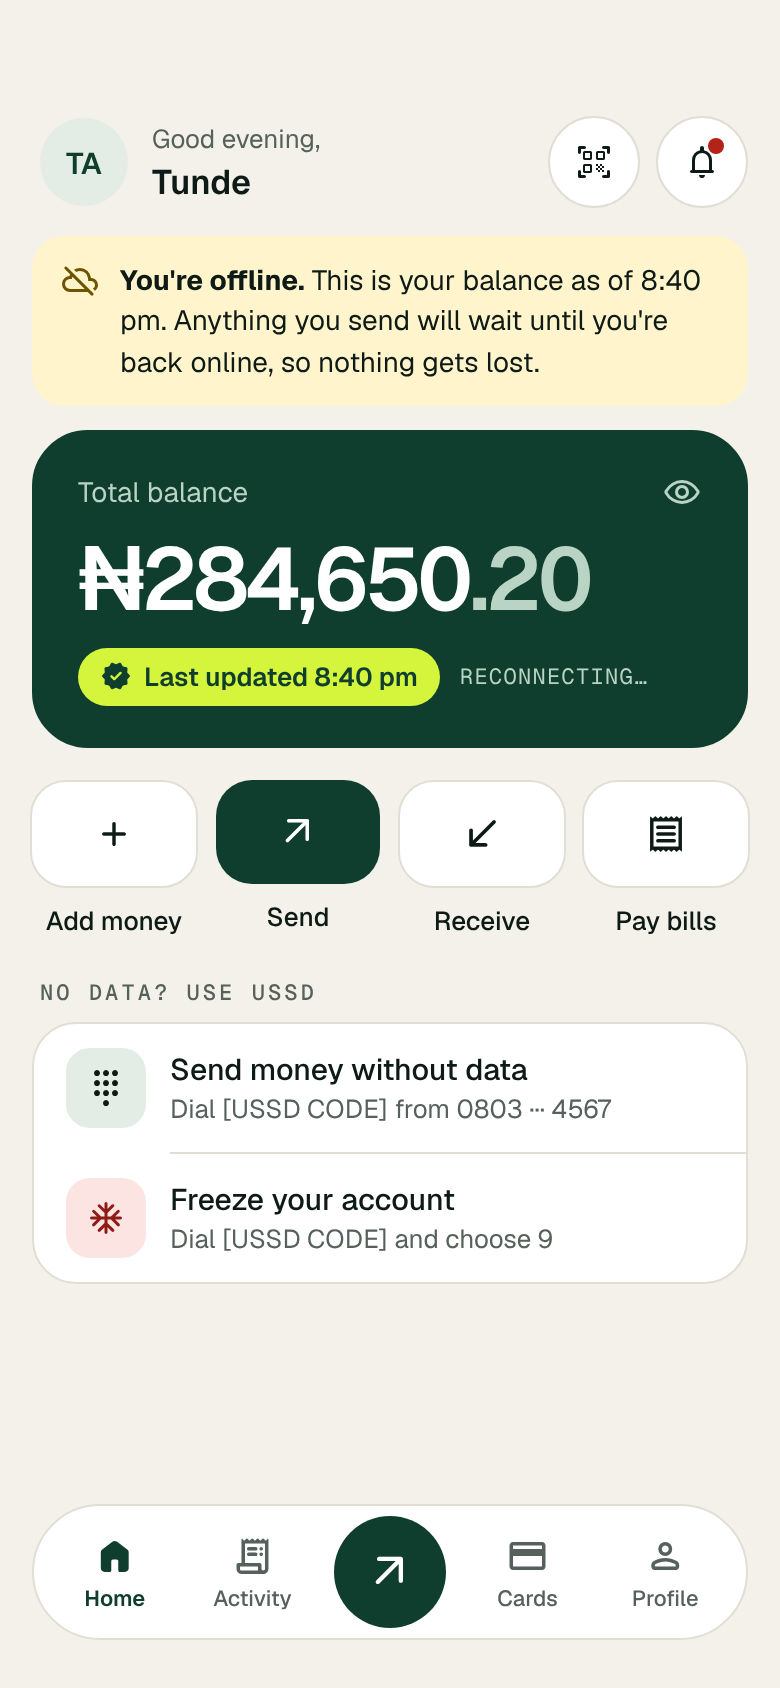 TA
Good evening,
Tunde
You're offline. This is your balance as of 8:40
pm. Anything you send will wait until you're
back online, so nothing gets lost.
Total balance
₦284,650.20
Last updated 8:40 pm
RECONNECTING…
Add money
Send
Receive
Pay bills
NO DATA? USE USSD
Send money without data
Dial [USSD CODE] from 0803 ··· 4567
Freeze your account
Dial [USSD CODE] and choose 9
Home
Activity
Cards
Profile